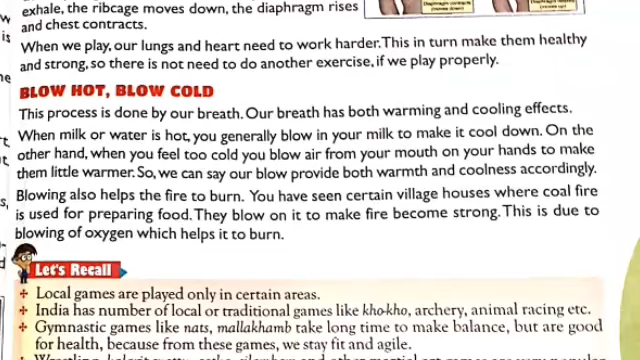 exhale, the ribcage moves down, the diaphragm rises
and chest contracts.
Diaphragm contracts
(moves down)
When we play, our lungs and heart need to work harder. This in turn make them healthy
and strong, so there is not need to do another exercise, if we play properly.
BLOW HOT, BLOW COLD
This process is done by our breath. Our breath has both warming and cooling effects.
When milk or water is hot, you generally blow in your milk to make it cool down. On the
other hand, when you feel too cold you blow air from your mouth on your hands to make
them little warmer. So, we can say our blow provide both warmth and coolness accordingly.
Blowing also helps the fire to burn. You have seen certain village houses where coal fire
is used for preparing food. They blow on it to make fire become strong. This is due to
blowing of oxygen which helps it to burn.
Let's Recall
Local games are played only in certain areas.
India has number of local or traditional games like kho-kho, archery, animal racing etc.
Gymnastic games like nats, mallakhamb take long time to make balance, but are good
for health, because from these games, we stay fit and agile.